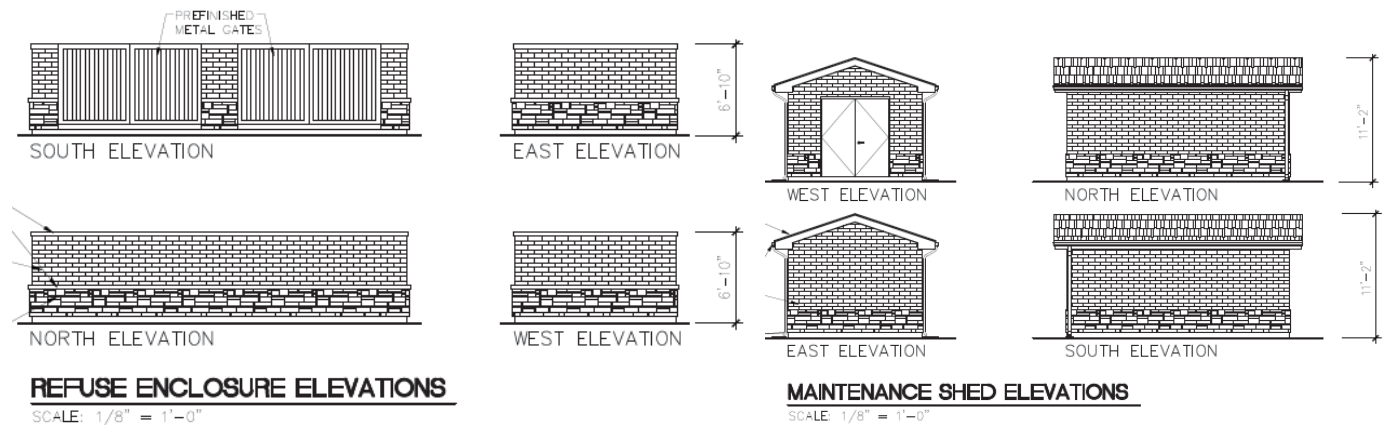 PREFINISHED
METAL GATES
SOUTH ELEVATION
EAST ELEVATION
6'-10"
NORTH ELEVATION
WEST ELEVATION
6'-10"
REFUSE ENCLOSURE ELEVATIONS
SCALE: 1/8" = 1'-0"
WEST ELEVATION
NORTH ELEVATION
11'-2"
EAST ELEVATION
SOUTH ELEVATION
11'-2"
MAINTENANCE SHED ELEVATIONS
SCALE: 1/8" = 1'-0"